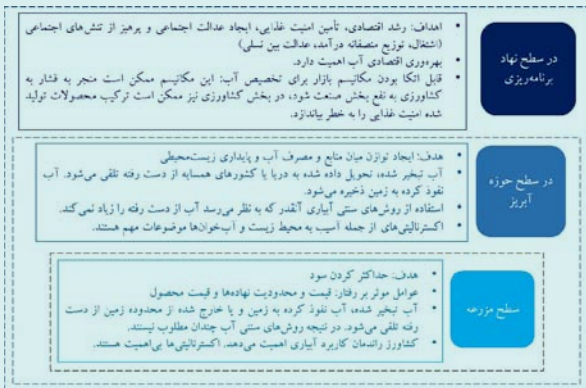 در سطح نهاد
برنامه‌ریزی
• اهداف: رشد اقتصادی، تأمین امنیت غذایی، ایجاد عدالت اجتماعی و پرهیز از تنش‌های اجتماعی
(اشتغال، توزیع منصفانه درآمد، عدالت بین نسلی)
• بهره‌وری اقتصادی آب اهمیت دارد.
• قابل اتکا بودن مکانیسم بازار برای تخصیص آب: این مکانیسم ممکن است منجر به فشار به
کشاورزی به نفع بخش صنعت شود، در بخش کشاورزی نیز ممکن است ترکیب محصولات تولید
شده امنیت غذایی را به خطر بیاندازد.
در سطح حوزه
آبریز
• هدف: ایجاد توازن میان منابع و مصرف آب و پایداری زیست‌محیطی
• آب تبخیر شده، تحویل داده شده به دریا یا کشورهای همسایه از دست رفته تلقی می‌شود. آب
نفوذ کرده به زمین ذخیره می‌شود.
• استفاده از روش‌های سنتی آبیاری آنقدر که به نظر می‌رسد آب از دست رفته را زیاد نمی‌کند.
• اکسترنالیتی‌های از جمله آسیب به محیط زیست و آب‌خوان‌ها موضوعات مهم هستند.
سطح مزرعه
• هدف: حداکثر کردن سود
• عوامل موثر بر رفتار: قیمت و محدودیت نهاده‌ها و قیمت محصول
• آب تبخیر شده، آب نفوذ کرده به زمین و یا خارج شده از محدوده زمین از دست
رفته تلقی می‌شود. در نتیجه روش‌های سنتی آب چندان مطلوب نیستند.
• کشاورز راندمان کاربرد آبیاری اهمیت می‌دهند. اکسترنالیتی‌ها بی‌اهمیت هستند.